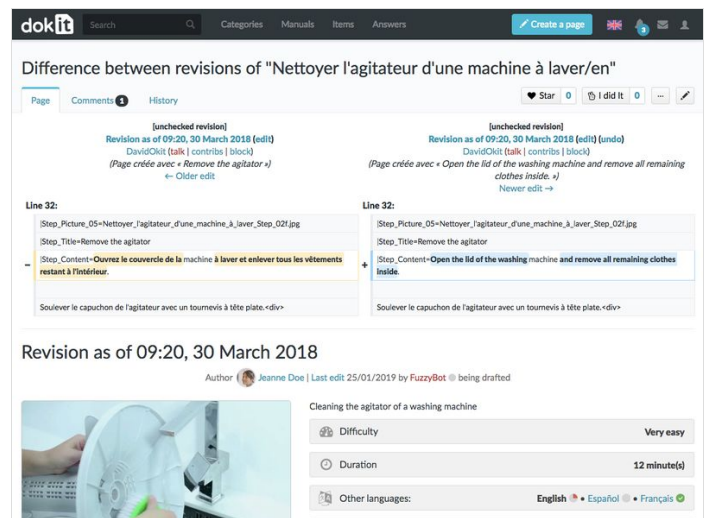 dokit Search Categories Manuals Items Answers Create a page 3
Difference between revisions of "Nettoyer l'agitateur d'une machine à laver/en"
Page Comments 1 History Star 0 I did It 0 ...
[unchecked revision]
Revision as of 09:20, 30 March 2018 (edit)
DavidOkit (talk | contribs | block)
(Page créée avec « Remove the agitator »)
← Older edit
[unchecked revision]
Revision as of 09:20, 30 March 2018 (edit) (undo)
DavidOkit (talk | contribs | block)
(Page créée avec « Open the lid of the washing machine and remove all remaining
clothes inside. »)
Newer edit →
Line 32:
|Step_Picture_05=Nettoyer_l'agitateur_d'une_machine_à_laver_Step_02f.jpg
|Step_Title=Remove the agitator
− |Step_Content=Ouvrez le couvercle de la machine à laver et enlever tous les vêtements
restant à l'intérieur.
Soulever le capuchon de l'agitateur avec un tournevis à tête plate.<div>
Line 32:
|Step_Picture_05=Nettoyer_l'agitateur_d'une_machine_à_laver_Step_02f.jpg
|Step_Title=Remove the agitator
+ |Step_Content=Open the lid of the washing machine and remove all remaining clothes
inside.
Soulever le capuchon de l'agitateur avec un tournevis à tête plate.<div>
Revision as of 09:20, 30 March 2018
Author Jeanne Doe | Last edit 25/01/2019 by FuzzyBot being drafted
Cleaning the agitator of a washing machine
Difficulty Very easy
Duration 12 minute(s)
Other languages: English • Español • Français